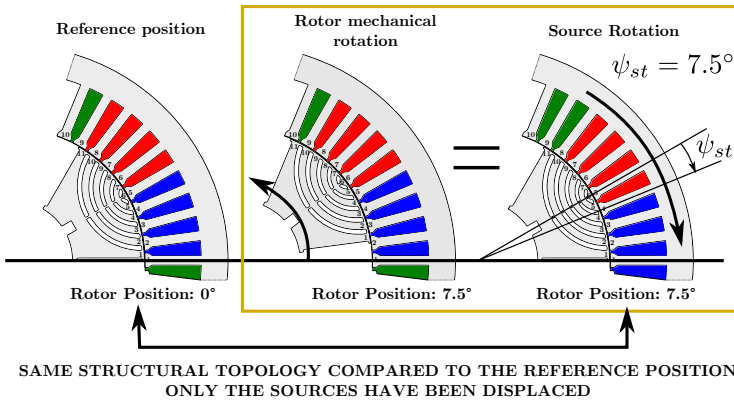 Reference position
Rotor mechanical
rotation
Source Rotation
ψst = 7.5°
ψst
Rotor Position: 0°
Rotor Position: 7.5°
Rotor Position: 7.5°
SAME STRUCTURAL TOPOLOGY COMPARED TO THE REFERENCE POSITION
ONLY THE SOURCES HAVE BEEN DISPLACED